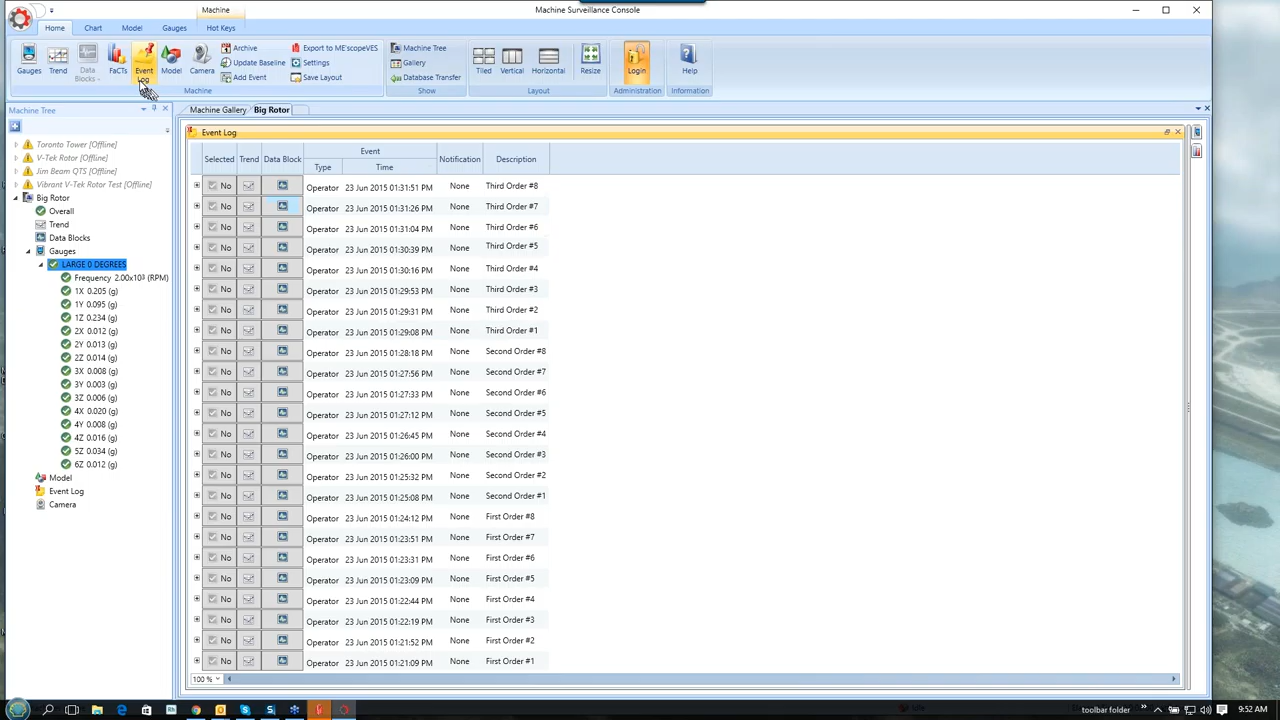 Machine
Machine Surveillance Console
Home
Chart
Model
Gauges
Hot Keys
Gauges
Trend
Data
Blocks
FaCTs
Event
Log
Model
Camera
Archive
Update Baseline
Add Event
Export to ME'scopeVES
Settings
Save Layout
Machine
Machine Tree
Gallery
Database Transfer
Show
Tiled
Vertical
Horizontal
Resize
Layout
Login
Administration
Help
Information
Machine Tree
Toronto Tower [Offline]
V-Tek Rotor [Offline]
Jim Beam QTS [Offline]
Vibrant V-Tek Rotor Test [Offline]
Big Rotor
Overall
Trend
Data Blocks
Gauges
LARGE 0 DEGREES
Frequency 2.00x10³ (RPM)
1X 0.205 (g)
1Y 0.095 (g)
1Z 0.234 (g)
2X 0.012 (g)
2Y 0.013 (g)
2Z 0.014 (g)
3X 0.008 (g)
3Y 0.003 (g)
3Z 0.006 (g)
4X 0.020 (g)
4Y 0.008 (g)
4Z 0.016 (g)
5Z 0.034 (g)
6Z 0.012 (g)
Model
Event Log
Camera
Machine Gallery
Big Rotor
Event Log
Selected Trend Data Block Event Notification Description
Type Time
No Operator 23 Jun 2015 01:31:51 PM None Third Order #8
No Operator 23 Jun 2015 01:31:26 PM None Third Order #7
No Operator 23 Jun 2015 01:31:04 PM None Third Order #6
No Operator 23 Jun 2015 01:30:39 PM None Third Order #5
No Operator 23 Jun 2015 01:30:16 PM None Third Order #4
No Operator 23 Jun 2015 01:29:53 PM None Third Order #3
No Operator 23 Jun 2015 01:29:31 PM None Third Order #2
No Operator 23 Jun 2015 01:29:08 PM None Third Order #1
No Operator 23 Jun 2015 01:28:18 PM None Second Order #8
No Operator 23 Jun 2015 01:27:56 PM None Second Order #7
No Operator 23 Jun 2015 01:27:33 PM None Second Order #6
No Operator 23 Jun 2015 01:27:12 PM None Second Order #5
No Operator 23 Jun 2015 01:26:45 PM None Second Order #4
No Operator 23 Jun 2015 01:26:00 PM None Second Order #3
No Operator 23 Jun 2015 01:25:32 PM None Second Order #2
No Operator 23 Jun 2015 01:25:08 PM None Second Order #1
No Operator 23 Jun 2015 01:24:12 PM None First Order #8
No Operator 23 Jun 2015 01:23:51 PM None First Order #7
No Operator 23 Jun 2015 01:23:31 PM None First Order #6
No Operator 23 Jun 2015 01:23:09 PM None First Order #5
No Operator 23 Jun 2015 01:22:44 PM None First Order #4
No Operator 23 Jun 2015 01:22:19 PM None First Order #3
No Operator 23 Jun 2015 01:21:52 PM None First Order #2
No Operator 23 Jun 2015 01:21:09 PM None First Order #1
100 %
Idle
toolbar folder
9:52 AM